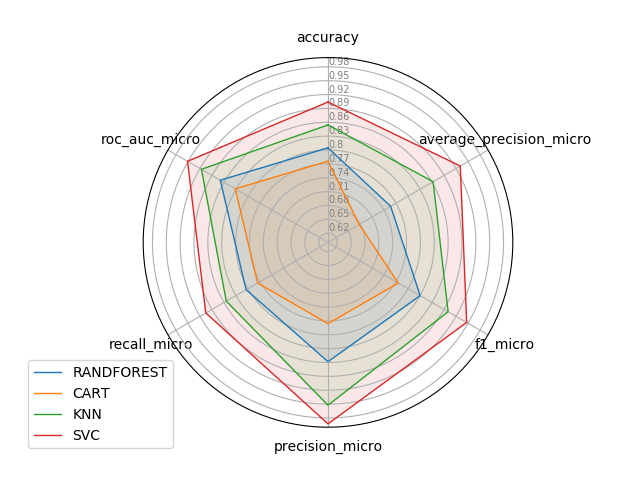 accuracy
0.98
0.95
0.92
0.89
0.86
0.83
0.8
0.77
0.74
0.71
0.68
0.65
0.62
roc_auc_micro
average_precision_micro
recall_micro
f1_micro
precision_micro
RANDFOREST
CART
KNN
SVC